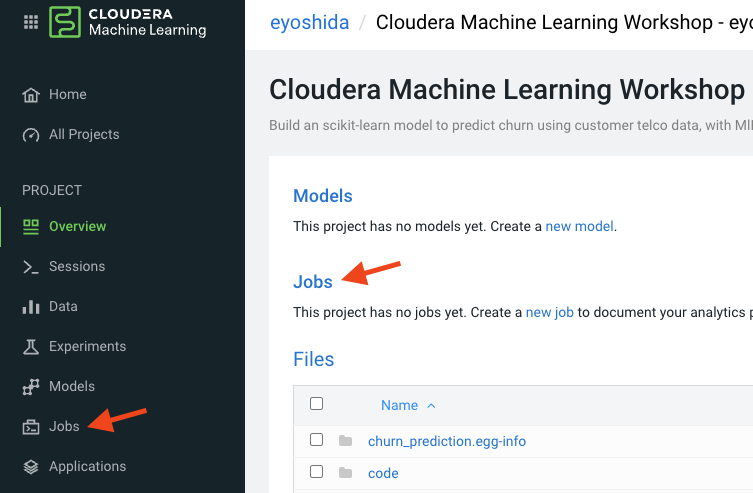 CLOUDERA
Machine Learning
Home
All Projects
PROJECT
Overview
Sessions
Data
Experiments
Models
Jobs
Applications
eyoshida / Cloudera Machine Learning Workshop - eyo
Cloudera Machine Learning Workshop
Build an scikit-learn model to predict churn using customer telco data, with Ml
Models
This project has no models yet. Create a new model.
Jobs
This project has no jobs yet. Create a new job to document your analytics p
Files
Name
churn_prediction.egg-info
code